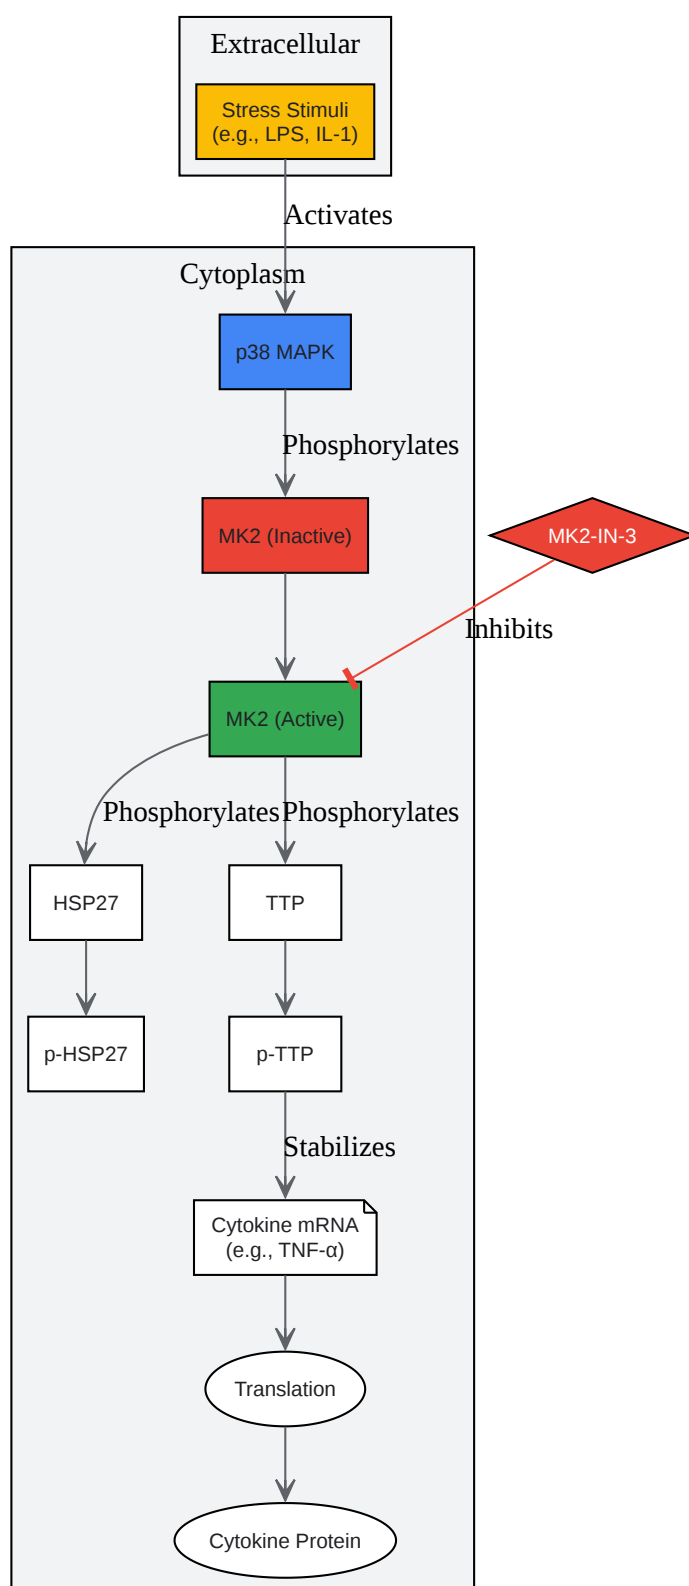 Extracellular
Stress Stimuli
(e.g., LPS, IL-1)
Activates
Cytoplasm
p38 MAPK
Phosphorylates
MK2 (Inactive)
MK2-IN-3
Inhibits
MK2 (Active)
Phosphorylates
Phosphorylates
HSP27
TTP
p-HSP27
p-TTP
Stabilizes
Cytokine mRNA
(e.g., TNF-α)
Translation
Cytokine Protein